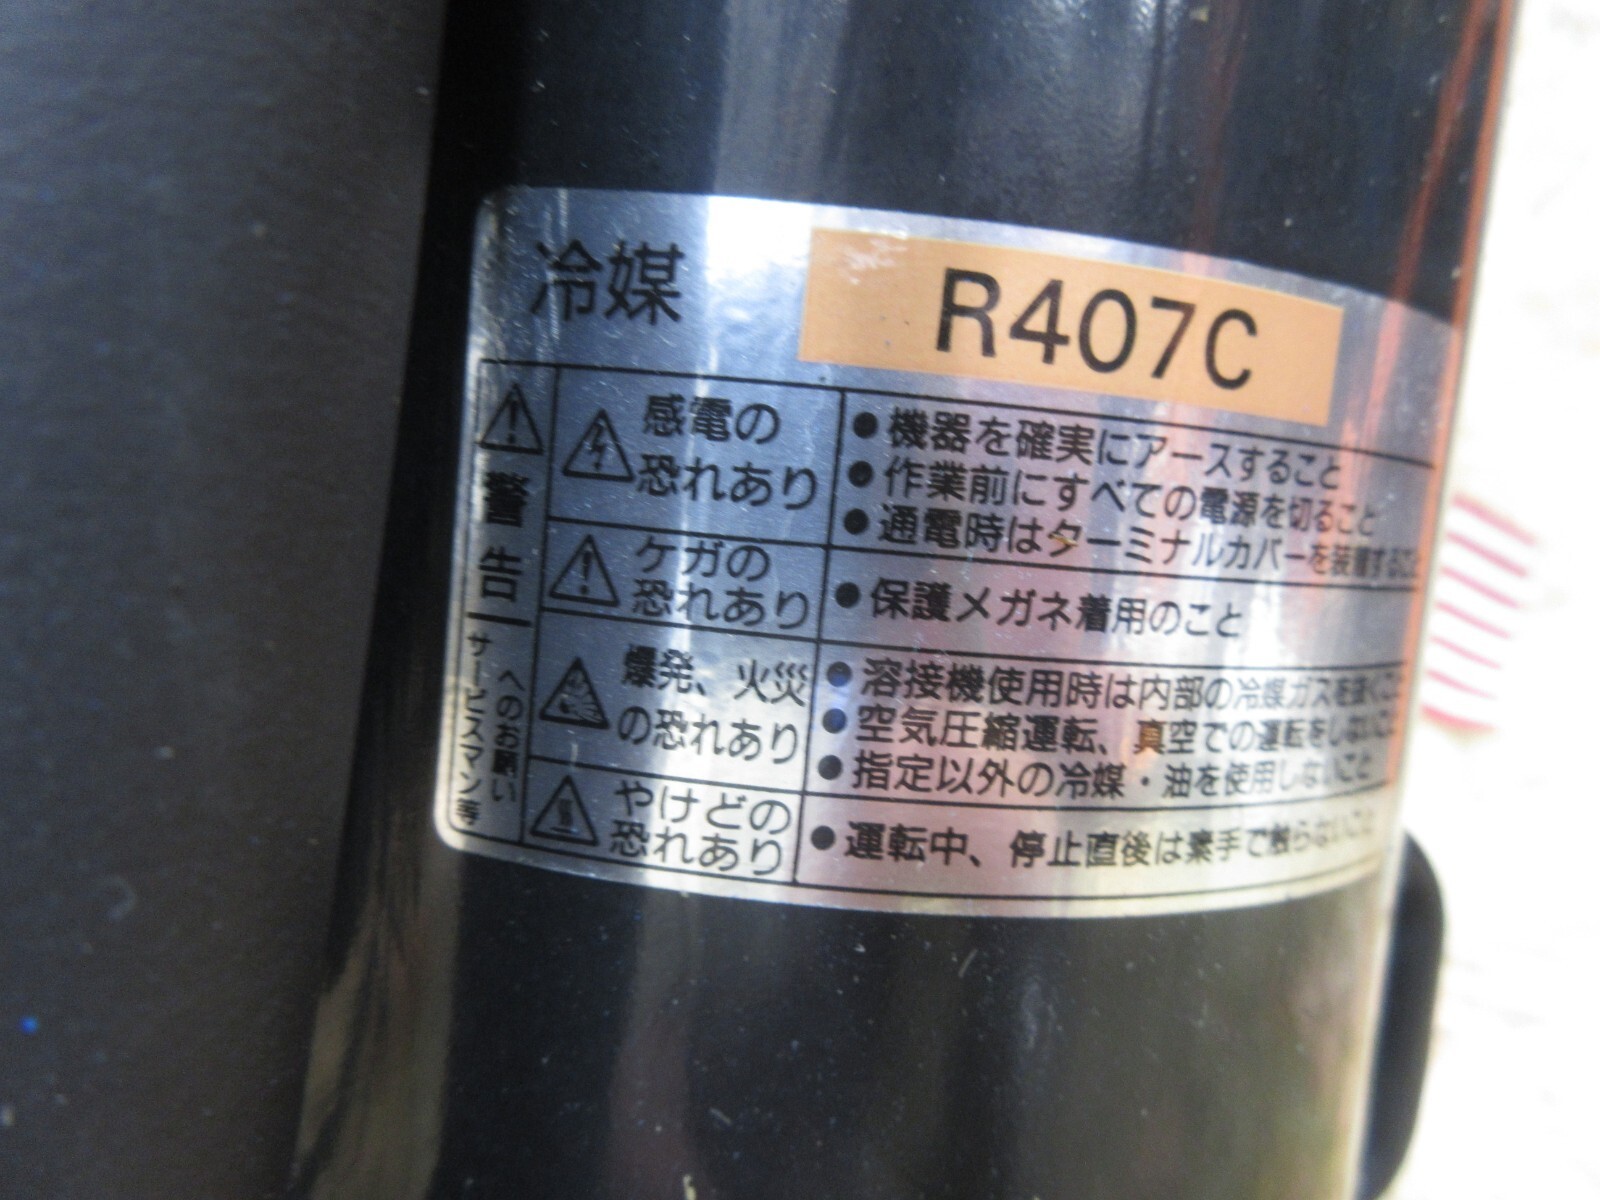 冷媒 R407C
警告
サービスマン等
へのお願い
感電の
恐れあり
●機器を確実にアースすること
●作業前にすべての電源を切ること
●通電時はターミナルカバーを装着すること
ケガの
恐れあり
●保護メガネ着用のこと
爆発、火災
の恐れあり
●溶接機使用時は内部の冷媒ガスを抜くこと
●空気圧縮運転、真空での運転をしないこと
●指定以外の冷媒・油を使用しないこと
やけどの
恐れあり
●運転中、停止直後は素手で触らないこと